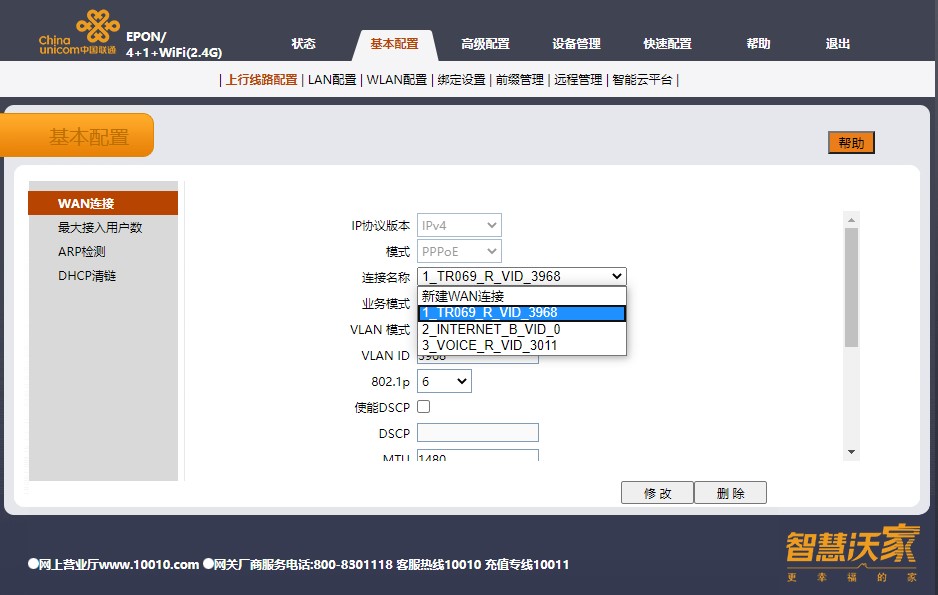 China
unicom中国联通
EPON/
4+1+WiFi(2.4G)
状态 基本配置 高级配置 设备管理 快速配置 帮助 退出
| 上行线路配置 | LAN配置 | WLAN配置 | 绑定设置 | 前缀管理 | 远程管理 | 智能云平台 |
基本配置
帮助
WAN连接
最大接入用户数
ARP检测
DHCP清链
IP协议版本 IPv4
模式 PPPoE
连接名称 1_TR069_R_VID_3968
新建WAN连接
1_TR069_R_VID_3968
2_INTERNET_B_VID_0
3_VOICE_R_VID_3011
业务模式
VLAN 模式
VLAN ID 3968
802.1p 6
使能DSCP
DSCP
MTU 1480
修 改 删 除
智慧沃家
更 幸 福 的 家
●网上营业厅www.10010.com ●网关厂商服务电话:800-8301118 客服热线10010 充值专线10011